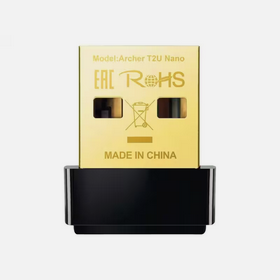 Model:Archer T2U Nano
EAC RoHS
MADE IN CHINA